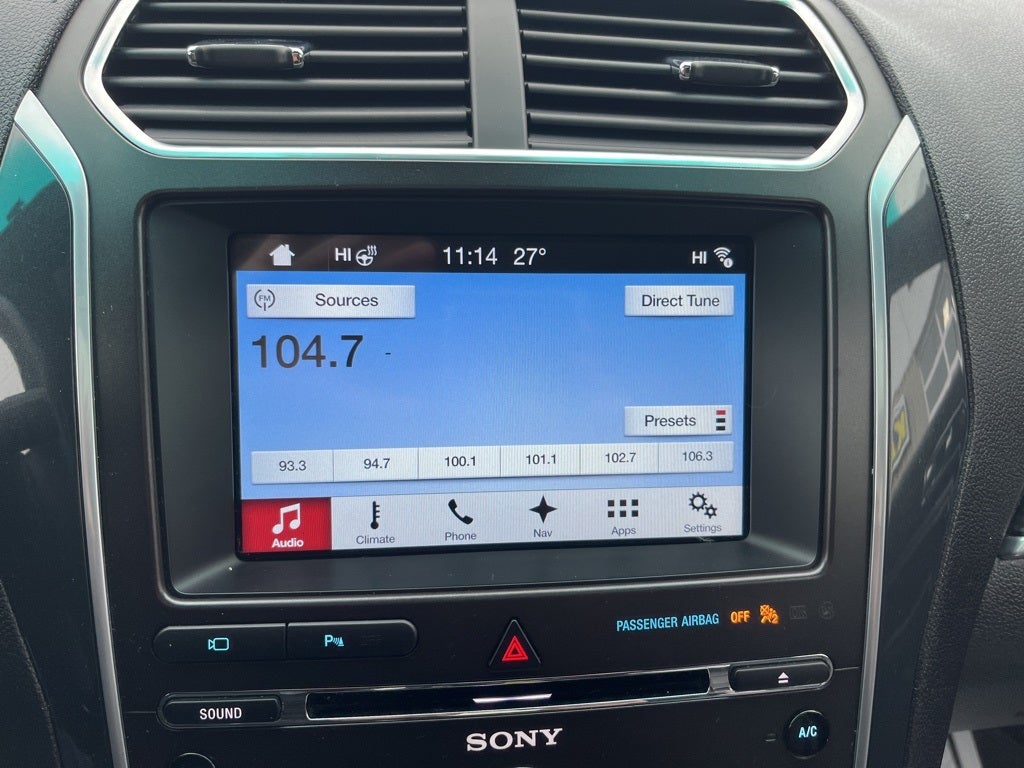 HI 11:14 27° HI
FM Sources Direct Tune
104.7 -
Presets
93.3 94.7 100.1 101.1 102.7 106.3
Audio Climate Phone Nav Apps Settings
PASSENGER AIRBAG OFF
P
SOUND
SONY
A/C